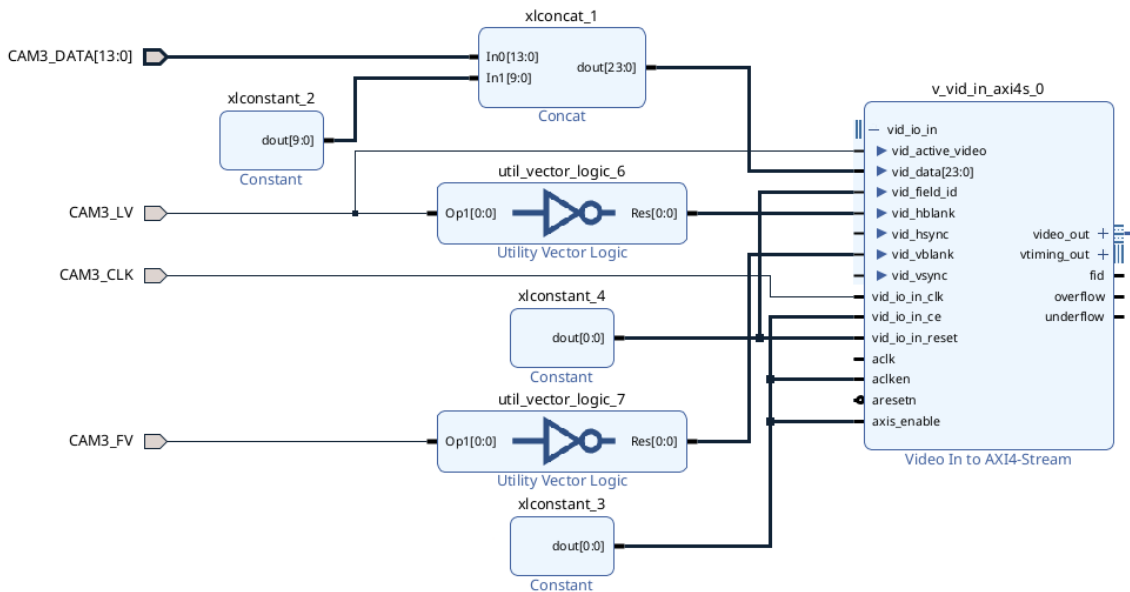 xlconcat_1
CAM3_DATA[13:0]
In0[13:0]
In1[9:0]
dout[23:0]
Concat
xlconstant_2
dout[9:0]
Constant
v_vid_in_axi4s_0
vid_io_in
vid_active_video
vid_data[23:0]
vid_field_id
vid_hblank
vid_hsync
vid_vblank
vid_vsync
vid_io_in_clk
vid_io_in_ce
vid_io_in_reset
aclk
aclken
aresetn
axis_enable
video_out
vtiming_out
fid
overflow
underflow
Video In to AXI4-Stream
util_vector_logic_6
CAM3_LV
Op1[0:0]
Res[0:0]
Utility Vector Logic
CAM3_CLK
xlconstant_4
dout[0:0]
Constant
util_vector_logic_7
CAM3_FV
Op1[0:0]
Res[0:0]
Utility Vector Logic
xlconstant_3
dout[0:0]
Constant